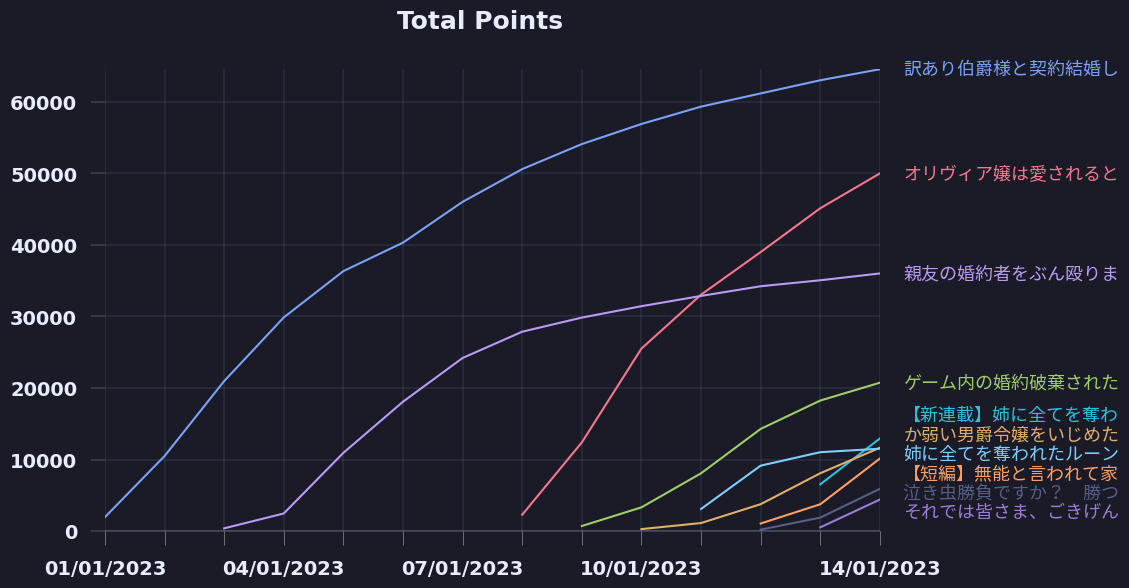 Total Points
60000
50000
40000
30000
20000
10000
0
01/01/2023
04/01/2023
07/01/2023
10/01/2023
14/01/2023
訳あり伯爵様と契約結婚し
オリヴィア嬢は愛されると
親友の婚約者をぶん殴りま
ゲーム内の婚約破棄された
【新連載】姉に全てを奪わ
か弱い男爵令嬢をいじめた
姉に全てを奪われたルーン
【短編】無能と言われて家
泣き虫勝負ですか？　勝つ
それでは皆さま、ごきげん